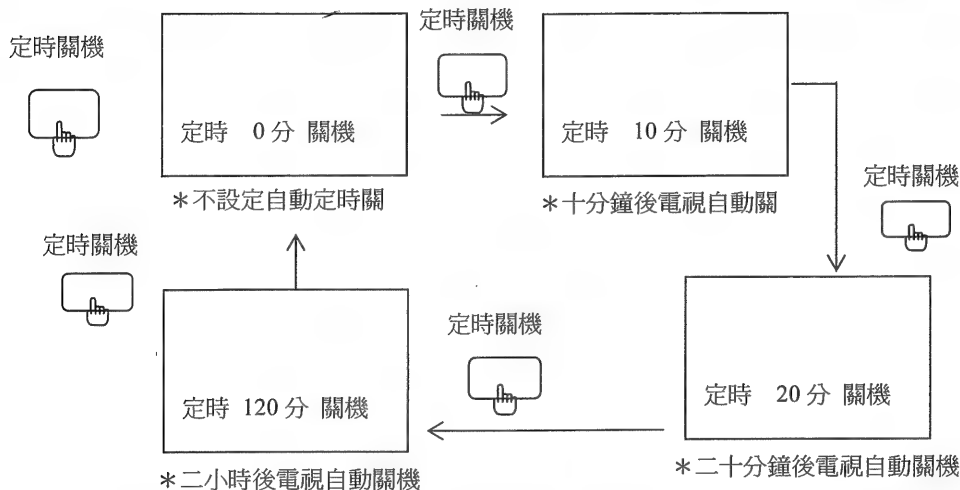 定時關機
定時 0分 關機
＊不設定自動定時關
定時關機
定時 10分 關機
＊十分鐘後電視自動關
定時關機
定時 20分 關機
＊二十分鐘後電視自動關機
定時關機
定時 120分 關機
＊二小時後電視自動關機
定時關機